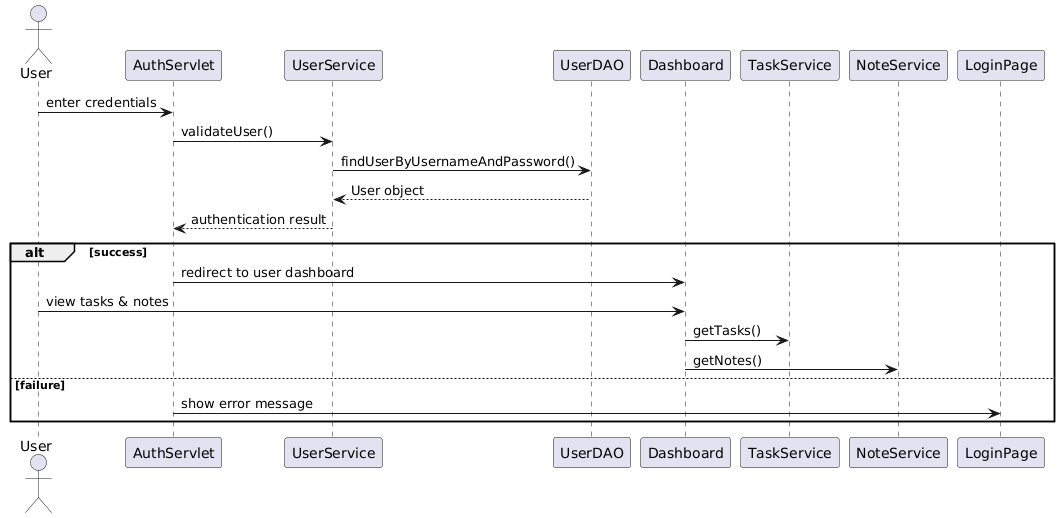 User
AuthServlet
UserService
UserDAO
Dashboard
TaskService
NoteService
LoginPage
enter credentials
validateUser()
findUserByUsernameAndPassword()
User object
authentication result
alt
[success]
redirect to user dashboard
view tasks & notes
getTasks()
getNotes()
[failure]
show error message
User
AuthServlet
UserService
UserDAO
Dashboard
TaskService
NoteService
LoginPage